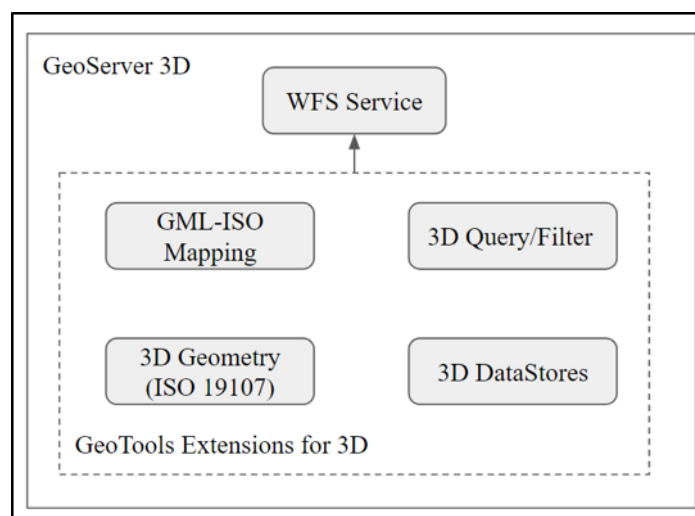 GeoServer 3D
WFS Service
GML-ISO
Mapping
3D Query/Filter
3D Geometry
(ISO 19107)
3D DataStores
GeoTools Extensions for 3D